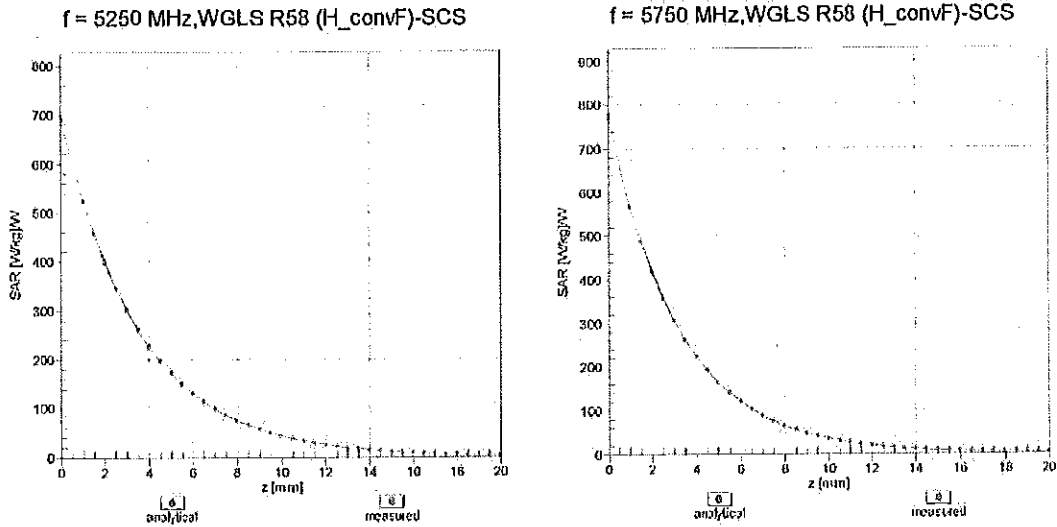 f = 5250 MHz,WGLS R58 (H_convF)-SCS
800
700
600
500
400
300
200
100
0
SAR [W/kg]/W
0 2 4 6 8 10 12 14 16 18 20
z [mm]
analytical measured
f = 5750 MHz,WGLS R58 (H_convF)-SCS
900
800
700
600
500
400
300
200
100
0
SAR [W/kg]/W
0 2 4 6 8 10 12 14 16 18 20
z [mm]
analytical measured